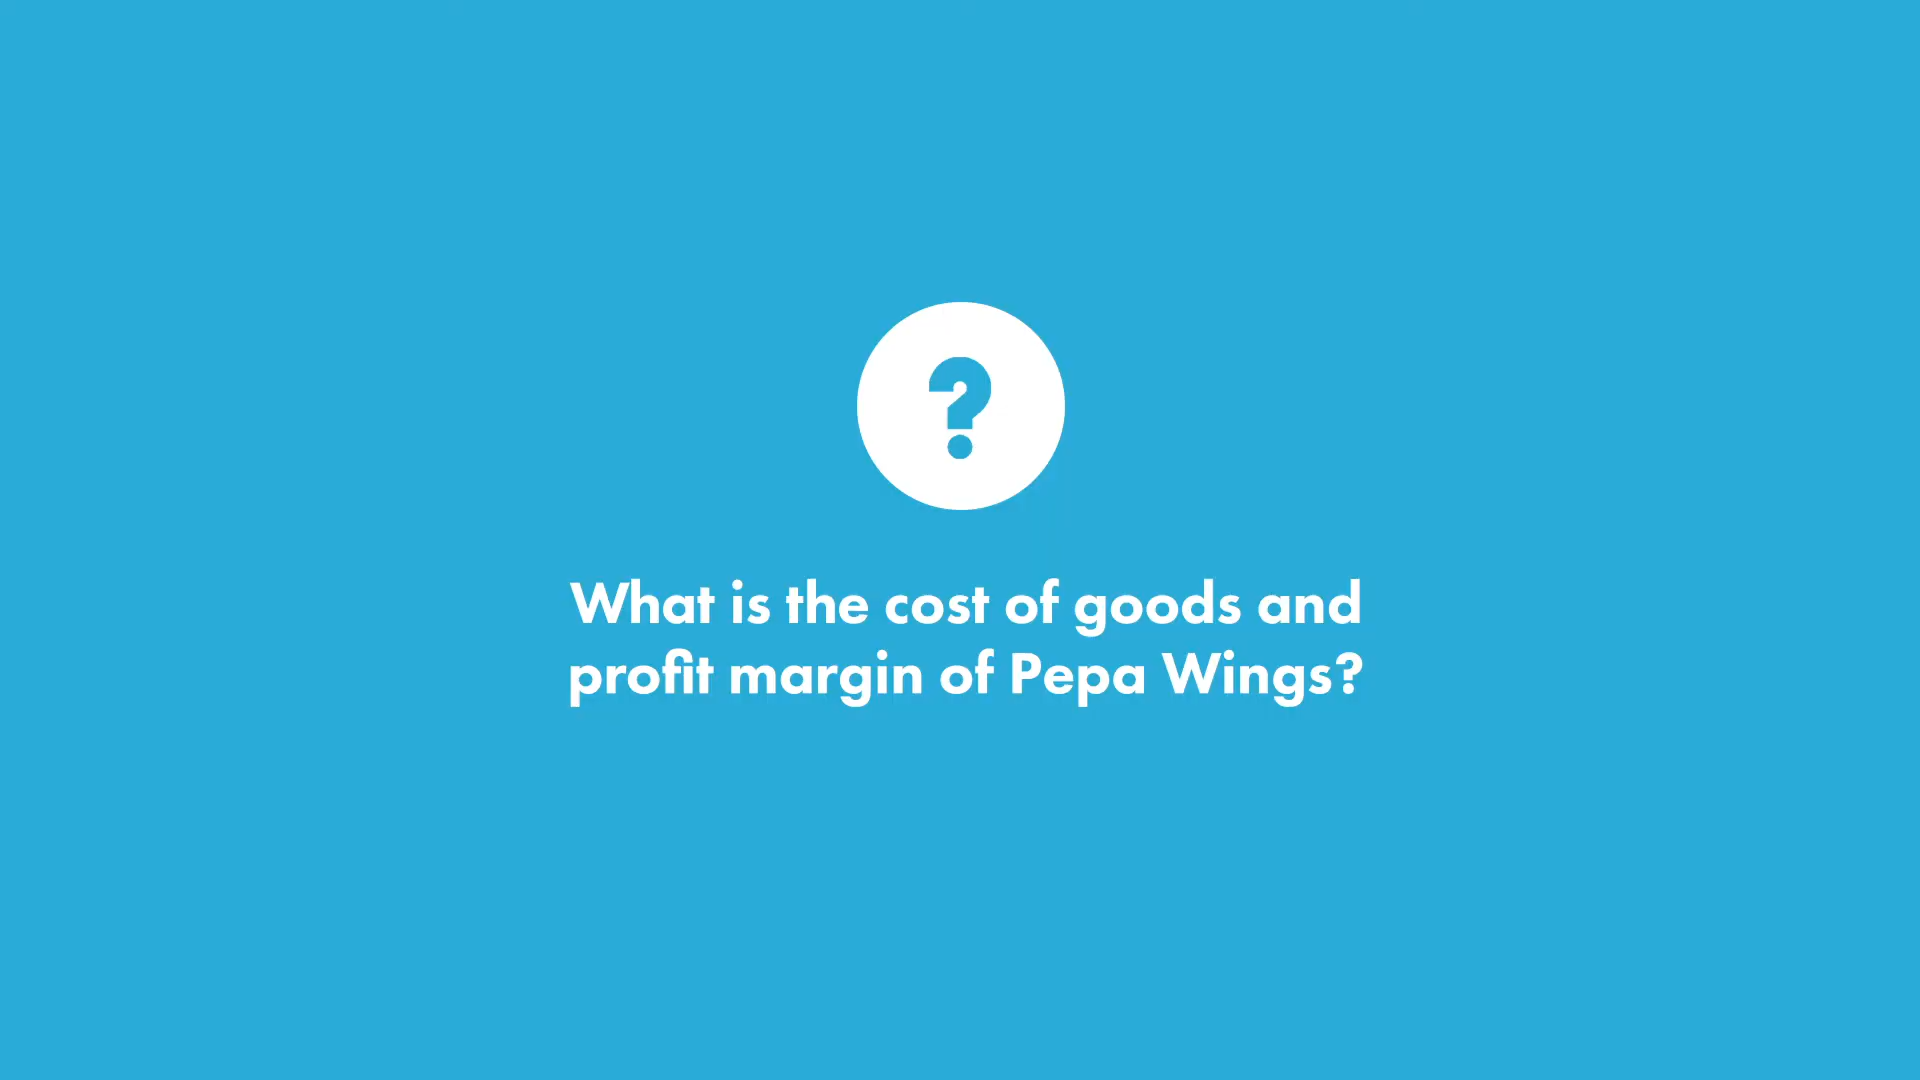 ?
What is the cost of goods and
profit margin of Pepa Wings?